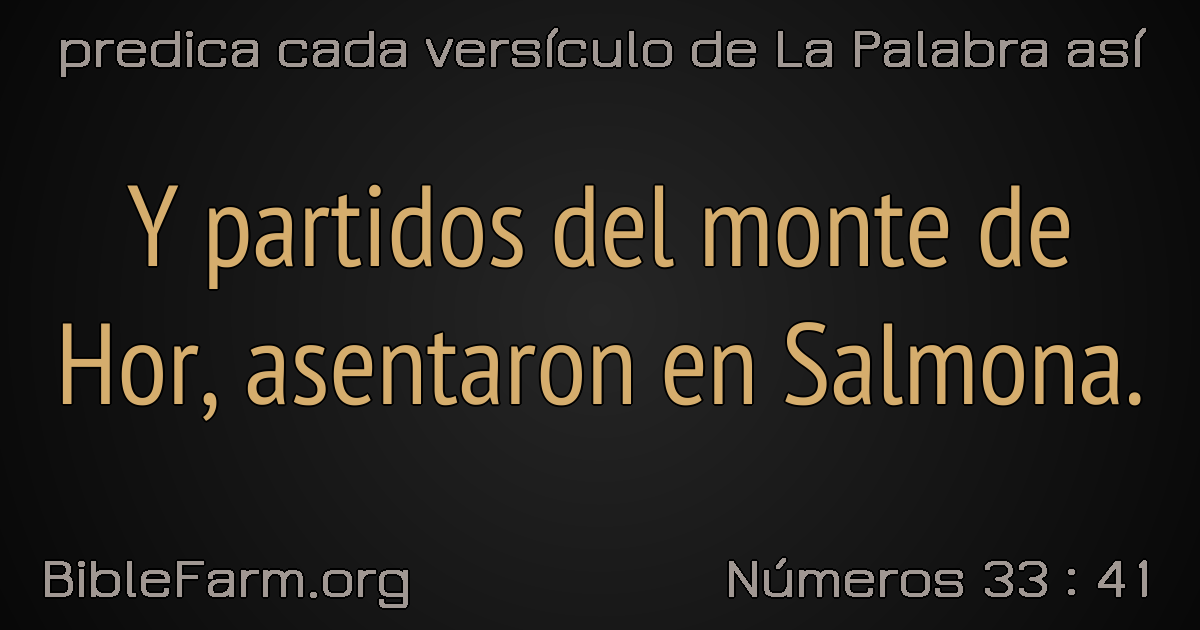 predica cada versículo de La Palabra así
Y partidos del monte de
Hor, asentaron en Salmona.
BibleFarm.org
Números 33 : 41